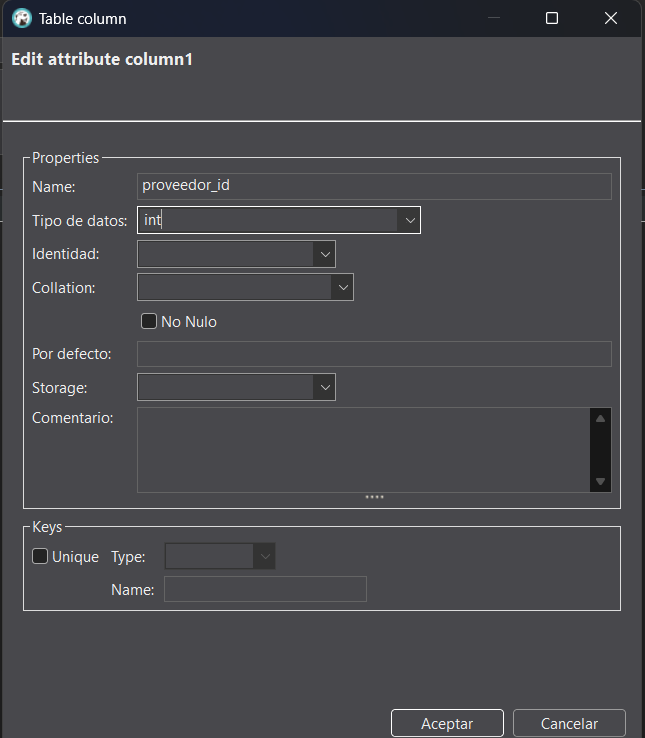 Table column
Edit attribute column1
Properties
Name: proveedor_id
Tipo de datos: int
Identidad:
Collation:
No Nulo
Por defecto:
Storage:
Comentario:
Keys
Unique Type:
Name:
Aceptar Cancelar